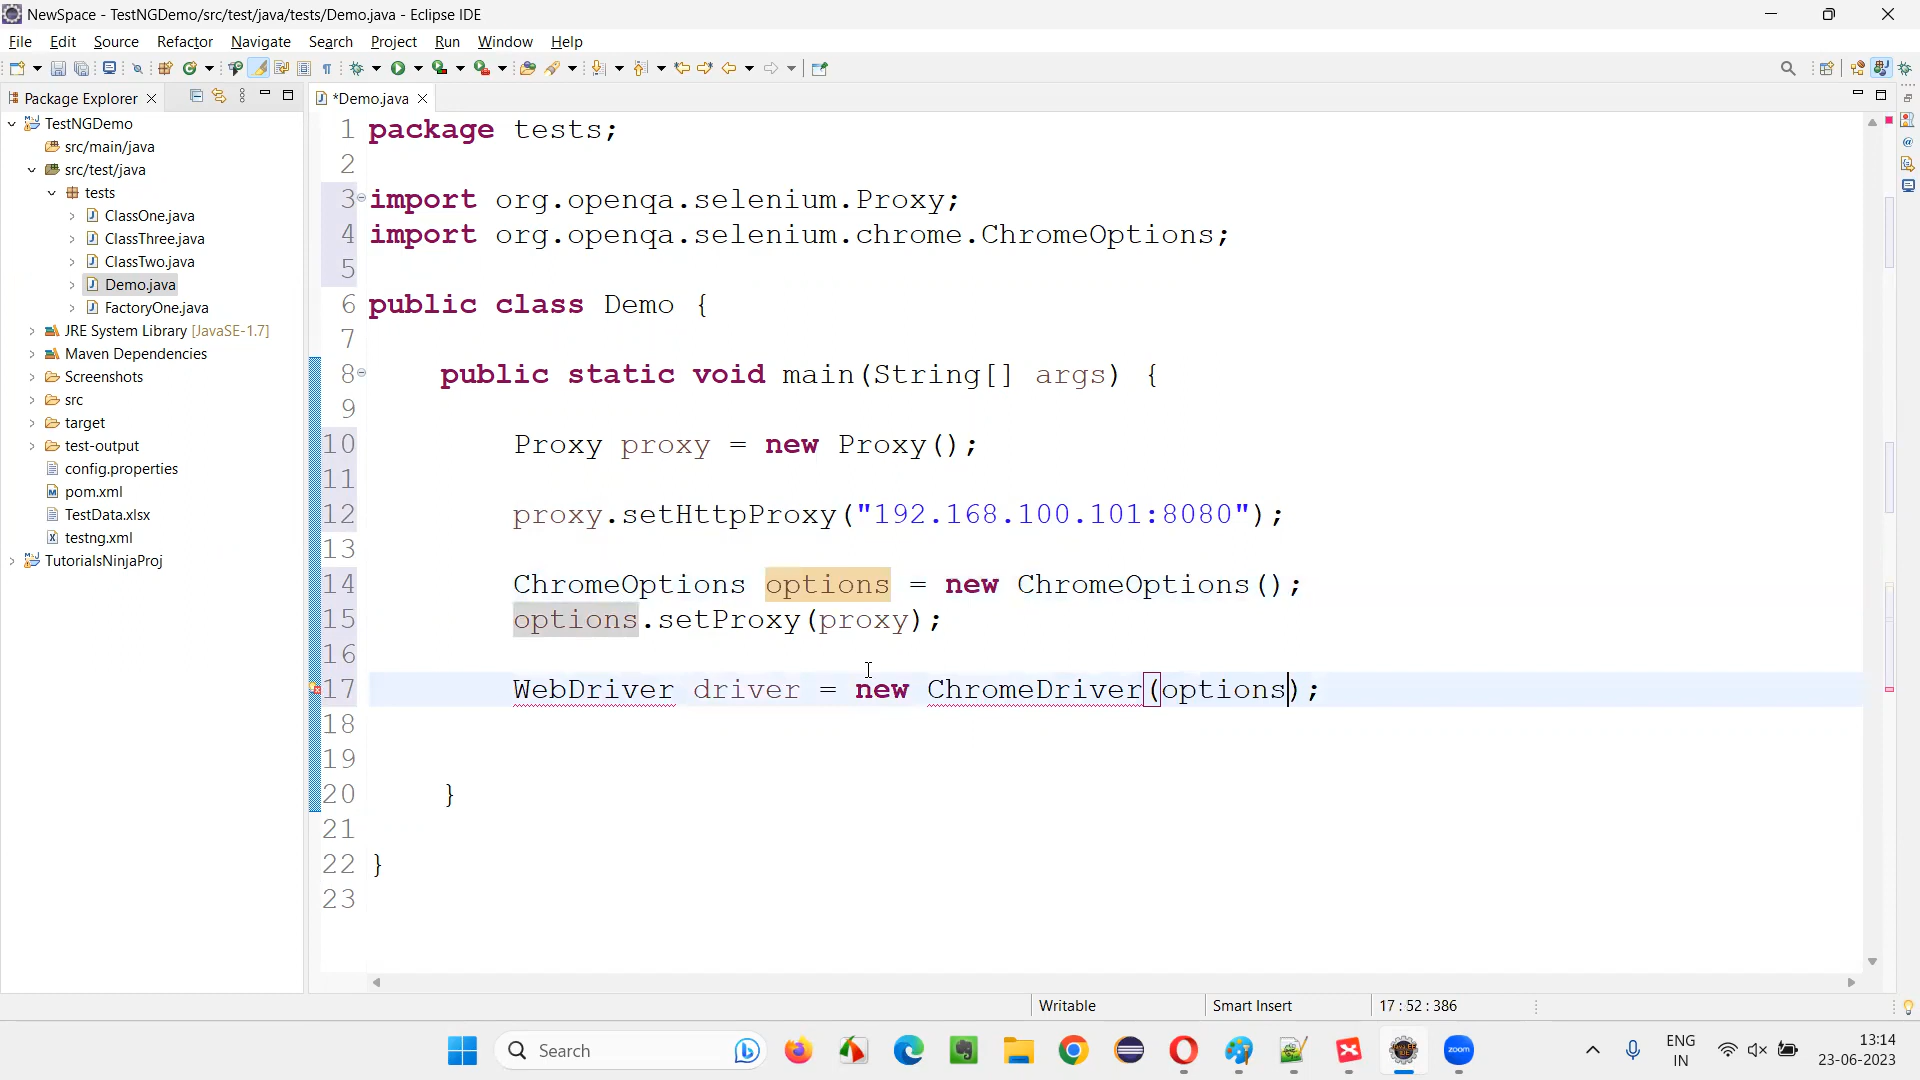 NewSpace - TestNGDemo/src/test/java/tests/Demo.java - Eclipse IDE
File Edit Source Refactor Navigate Search Project Run Window Help
Package Explorer
*Demo.java
TestNGDemo
src/main/java
src/test/java
tests
ClassOne.java
ClassThree.java
ClassTwo.java
Demo.java
FactoryOne.java
JRE System Library [JavaSE-1.7]
Maven Dependencies
Screenshots
src
target
test-output
config.properties
pom.xml
TestData.xlsx
testng.xml
TutorialsNinjaProj
1 package tests;
2
3 import org.openqa.selenium.Proxy;
4 import org.openqa.selenium.chrome.ChromeOptions;
5
6 public class Demo {
7
8 public static void main(String[] args) {
9
10 Proxy proxy = new Proxy();
11
12 proxy.setHttpProxy("192.168.100.101:8080");
13
14 ChromeOptions options = new ChromeOptions();
15 options.setProxy(proxy);
16
17 WebDriver driver = new ChromeDriver(options);
18
19
20 }
21
22 }
23
Writable Smart Insert 17 : 52 : 386
Search
zoom
ENG
IN
13:14
23-06-2023